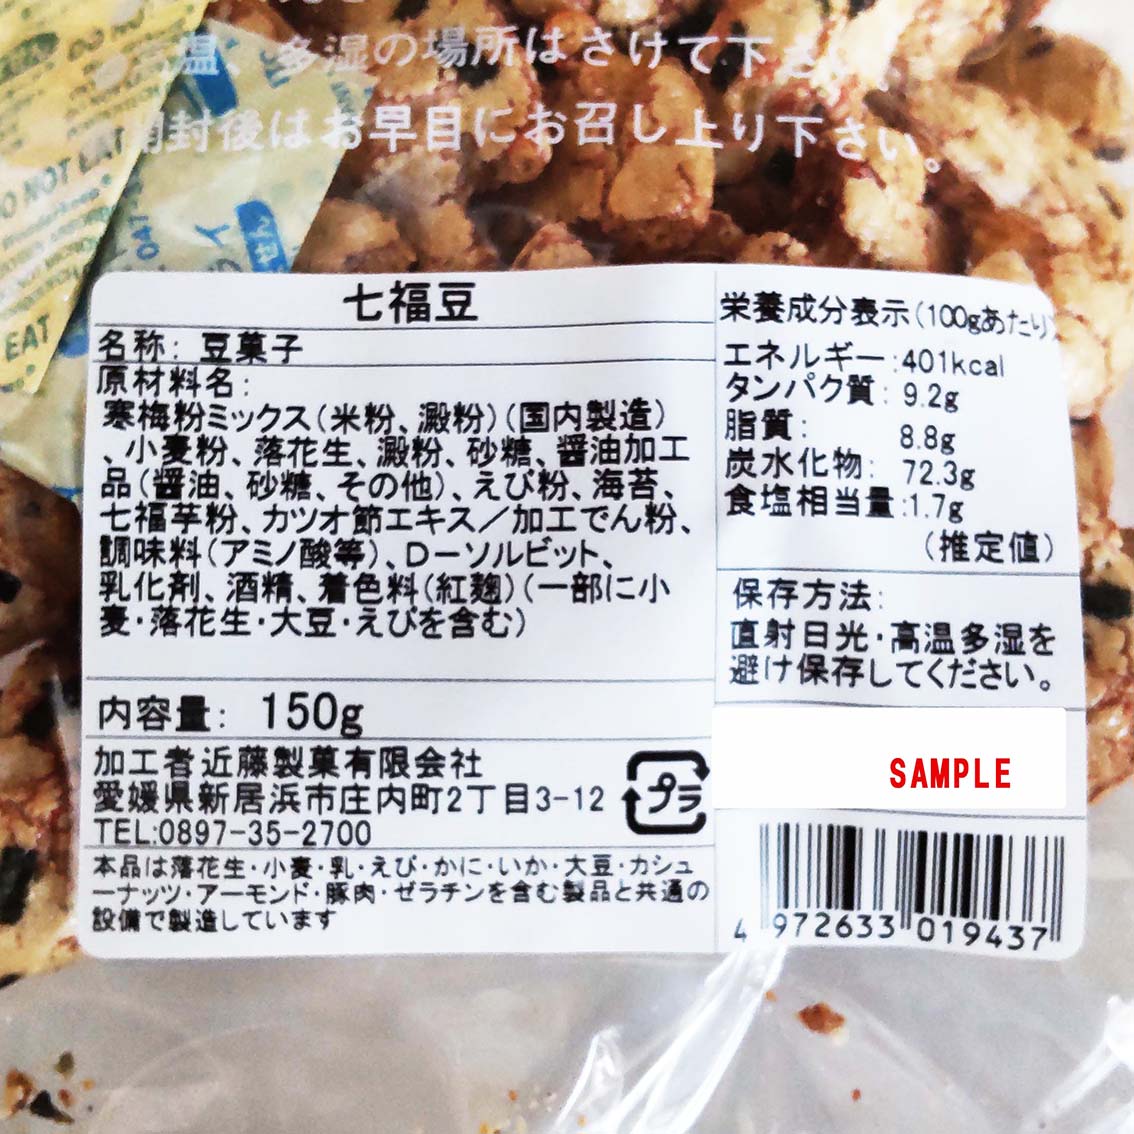 温、多湿の場所はさけて下さ
開封後はお早目にお召し上り下さい。
DO NOT EAT
EAT
七福豆
名称: 豆菓子
原材料名:
寒梅粉ミックス(米粉、澱粉)(国内製造)
、小麦粉、落花生、澱粉、砂糖、醤油加工
品(醤油、砂糖、その他)、えび粉、海苔、
七福芋粉、カツオ節エキス/加工でん粉、
調味料(アミノ酸等)、D-ソルビット、
乳化剤、酒精、着色料(紅麹)(一部に小
麦・落花生・大豆・えびを含む)
内容量: 150g
加工者近藤製菓有限会社
愛媛県新居浜市庄内町2丁目3-12
TEL:0897-35-2700
プラ
本品は落花生・小麦・乳・えび・かに・いか・大豆・カシュ
ーナッツ・アーモンド・豚肉・ゼラチンを含む製品と共通の
設備で製造しています
栄養成分表示(100gあたり)
エネルギー:401kcal
タンパク質: 9.2g
脂質: 8.8g
炭水化物: 72.3g
食塩相当量:1.7g
(推定値)
保存方法:
直射日光・高温多湿を
避け保存してください。
SAMPLE
4 972633 019437